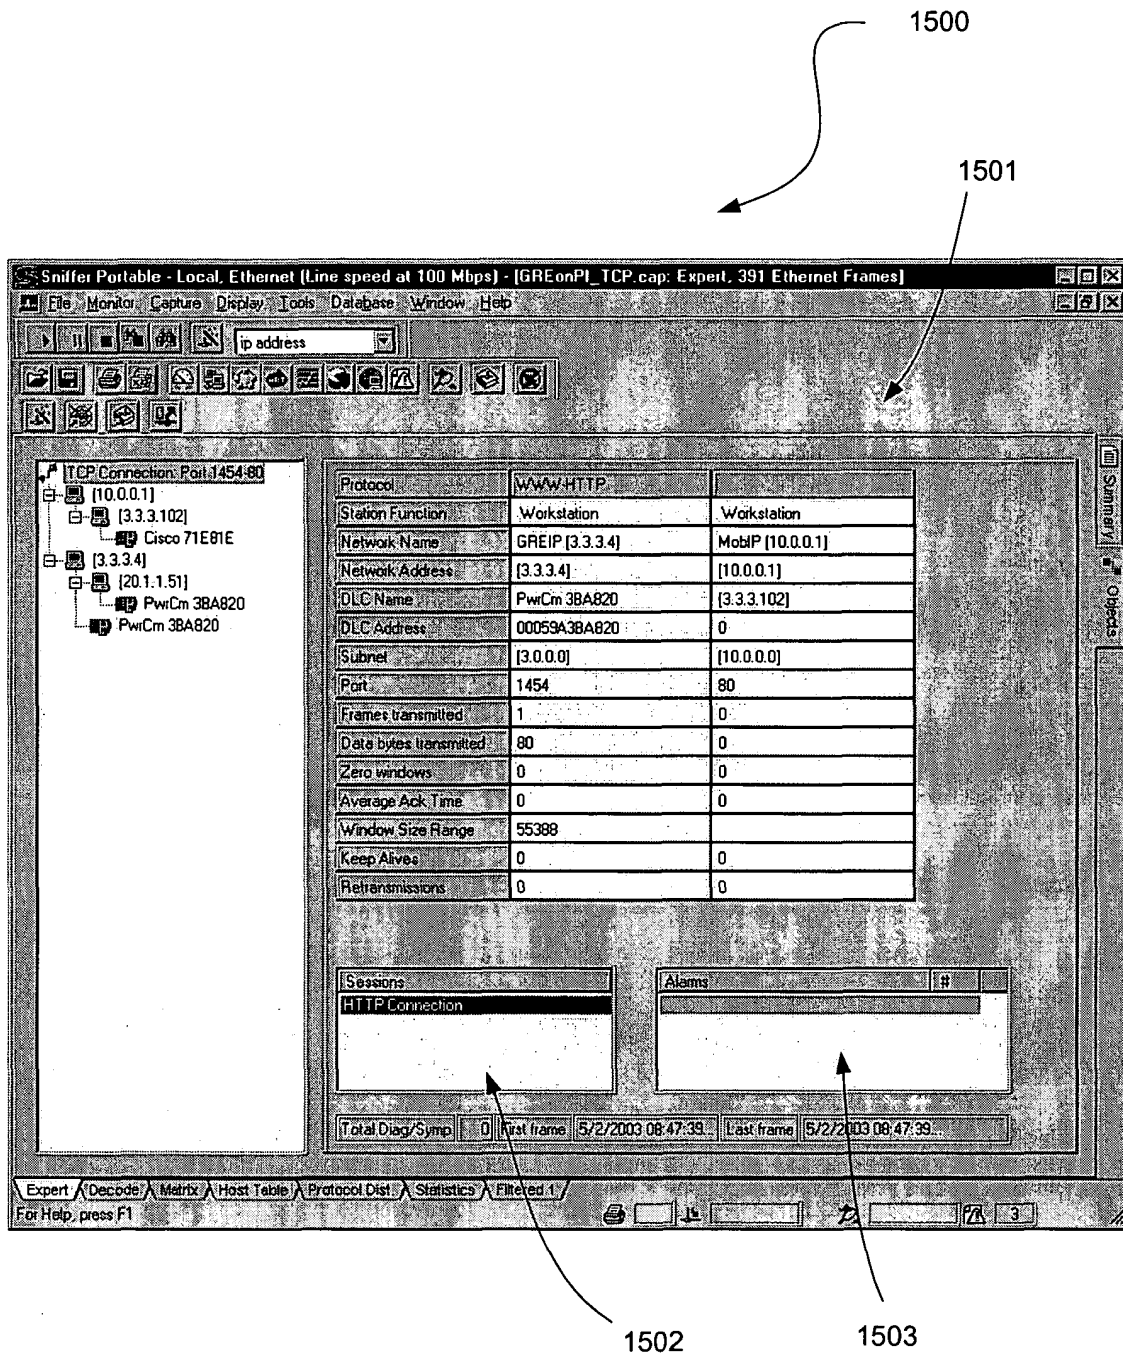 1500
1501
Sniffer Portable - Local, Ethernet (Line speed at 100 Mbps) - [GREonPI_TCP.cap: Expert, 391 Ethernet Frames]
File Monitor Capture Display Tools Database Window Help
ip address
TCP Connection: Port 1454-80
[10.0.0.1]
[3.3.3.102]
Cisco 71E81E
[3.3.3.4]
[20.1.1.51]
PwrCm 3BA820
PwrCm 3BA820
Protocol WWW-HTTP
Station Function Workstation Workstation
Network Name GREIP [3.3.3.4] MobIP [10.0.0.1]
Network Address [3.3.3.4] [10.0.0.1]
DLC Name PwrCm 3BA820 [3.3.3.102]
DLC Address 00059A3BA820 0
Subnet [3.0.0.0] [10.0.0.0]
Port 1454 80
Frames transmitted 1 0
Data bytes transmitted 80 0
Zero windows 0 0
Average Ack Time 0 0
Window Size Range 55388
Keep Alives 0 0
Retransmissions 0 0
Summary
Objects
Sessions
HTTP Connection
Alarms #
Total Diag/Symp 0 First frame 5/2/2003 08:47:39... Last frame 5/2/2003 08:47:39...
Expert Decode Matrix Host Table Protocol Dist. Statistics Filtered 1
For Help, press F1
3
1502
1503